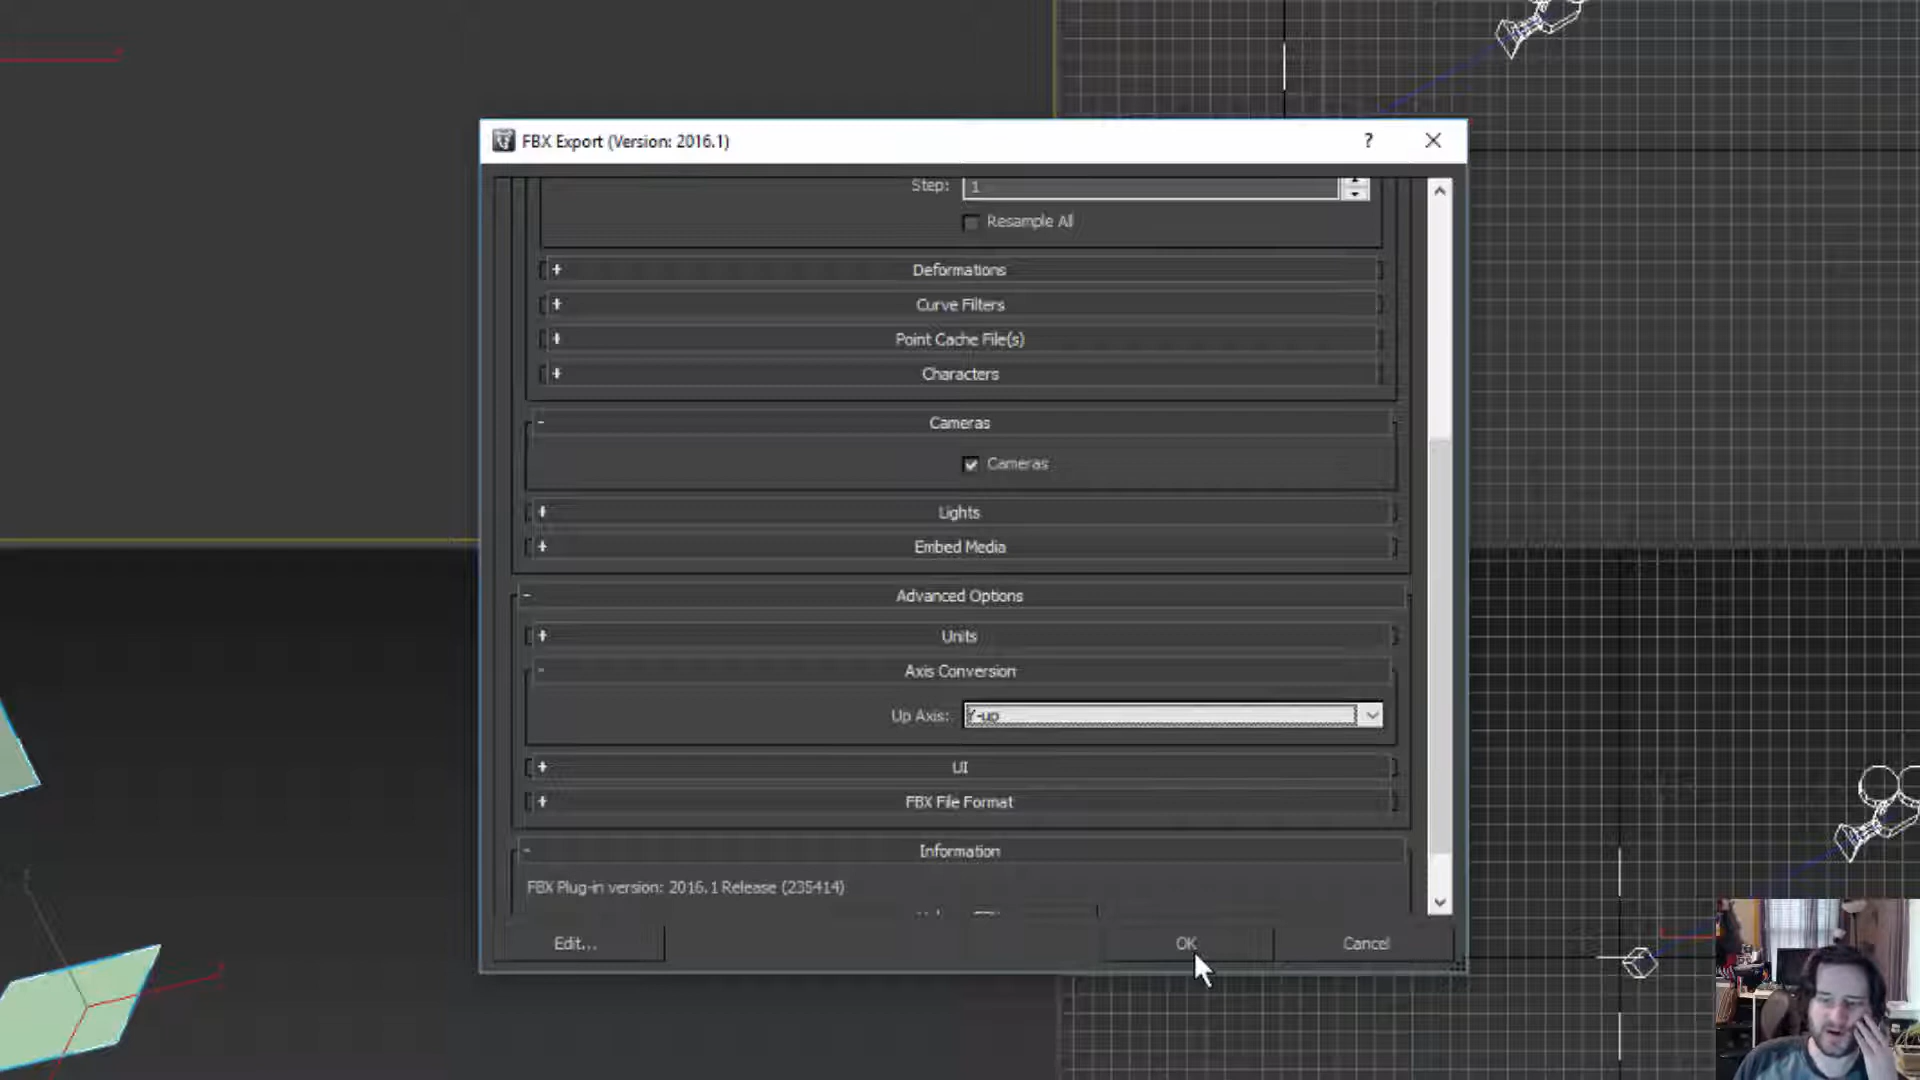 FBX Export (Version: 2016.1)
?
Step: 1
Resample All
+ Deformations
+ Curve Filters
+ Point Cache File(s)
+ Characters
- Cameras
Cameras
+ Lights
+ Embed Media
- Advanced Options
+ Units
- Axis Conversion
Up Axis: Y-up
+ UI
+ FBX File Format
- Information
FBX Plug-in version: 2016.1 Release (235414)
Edit...
OK
Cancel